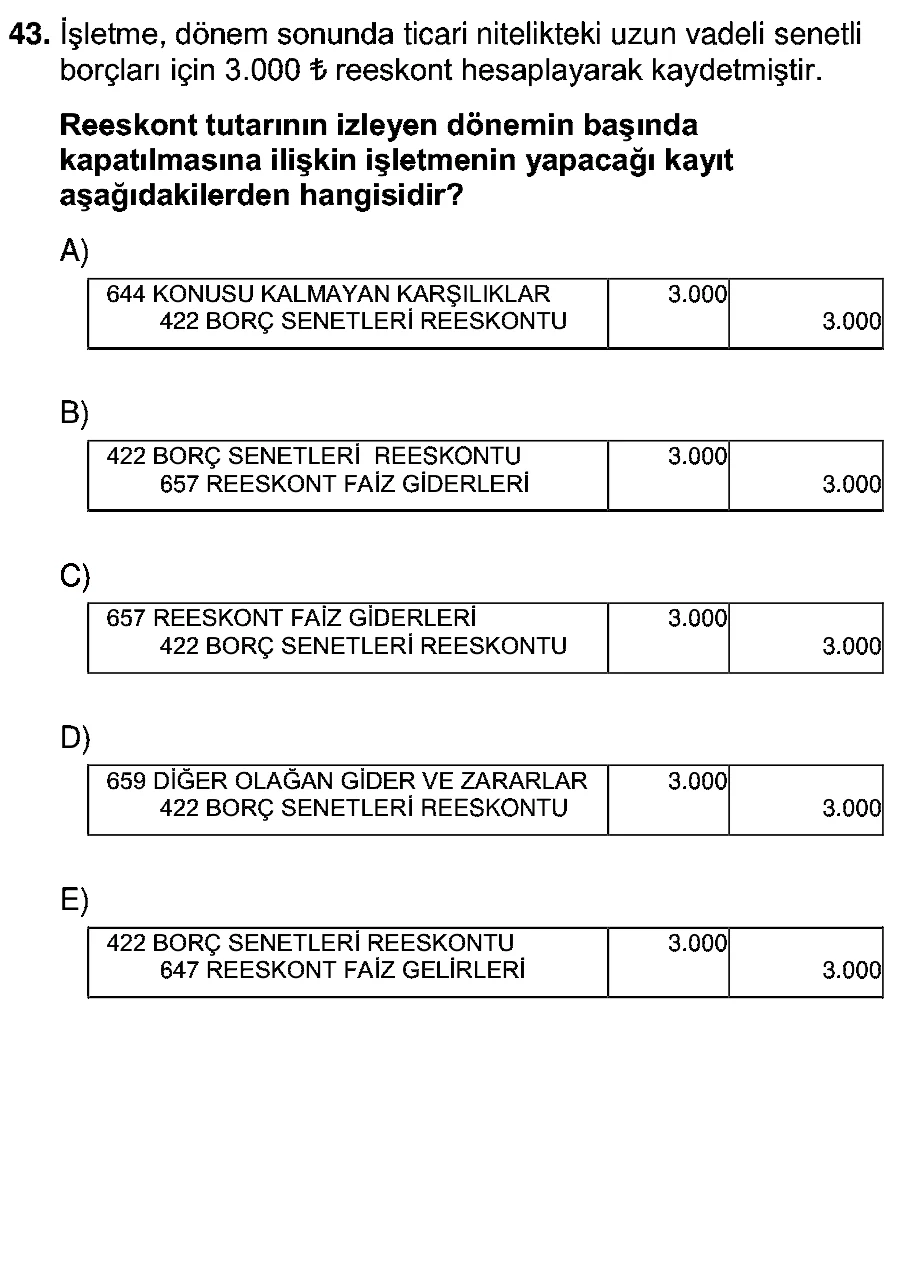 43. İşletme, dönem sonunda ticari nitelikteki uzun vadeli senetli
borçları için 3.000 ₺ reeskont hesaplayarak kaydetmiştir.
Reeskont tutarının izleyen dönemin başında
kapatılmasına ilişkin işletmenin yapacağı kayıt
aşağıdakilerden hangisidir?
A)
644 KONUSU KALMAYAN KARŞILIKLAR 3.000
422 BORÇ SENETLERİ REESKONTU 3.000
B)
422 BORÇ SENETLERİ REESKONTU 3.000
657 REESKONT FAİZ GİDERLERİ 3.000
C)
657 REESKONT FAİZ GİDERLERİ 3.000
422 BORÇ SENETLERİ REESKONTU 3.000
D)
659 DİĞER OLAĞAN GİDER VE ZARARLAR 3.000
422 BORÇ SENETLERİ REESKONTU 3.000
E)
422 BORÇ SENETLERİ REESKONTU 3.000
647 REESKONT FAİZ GELİRLERİ 3.000